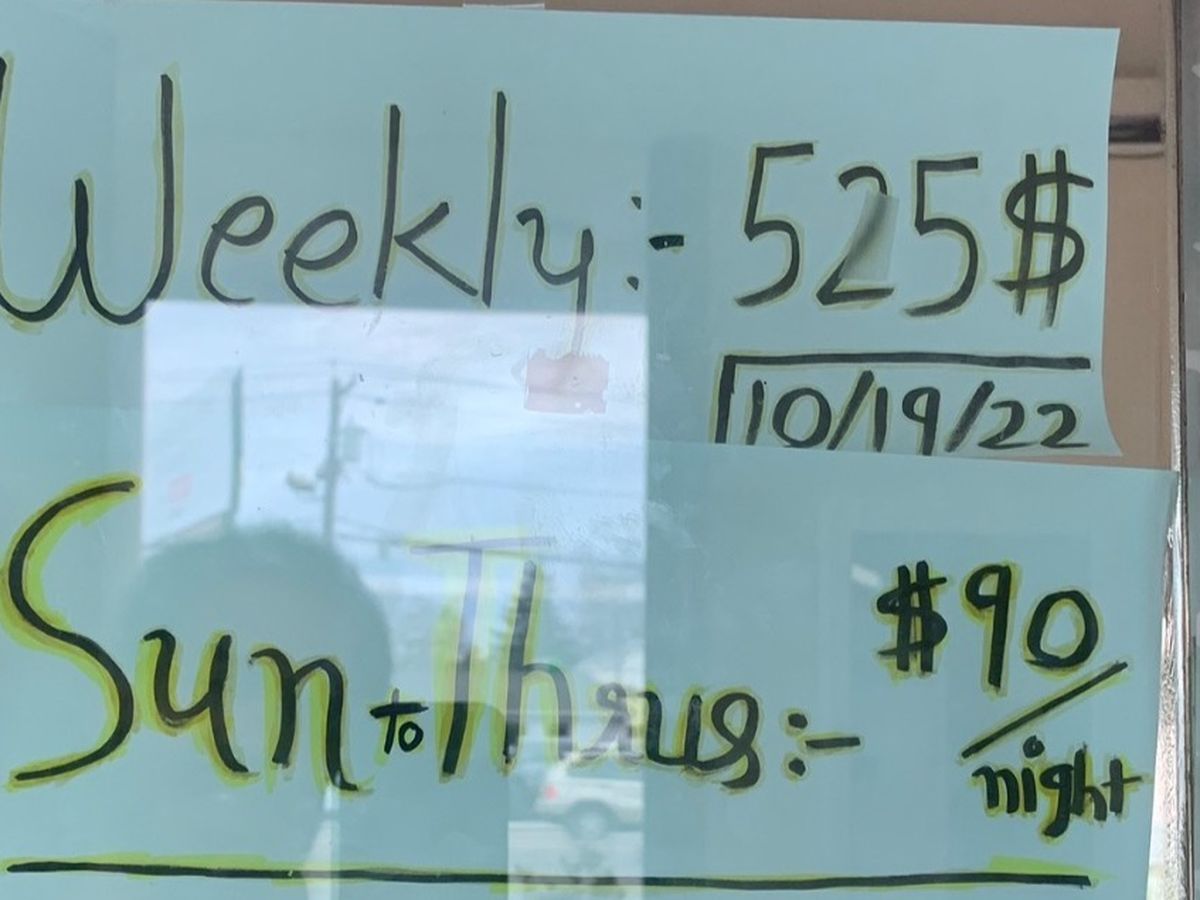 Weekly:- 525$
10/19/22
Sun to Thrus:- $90/night